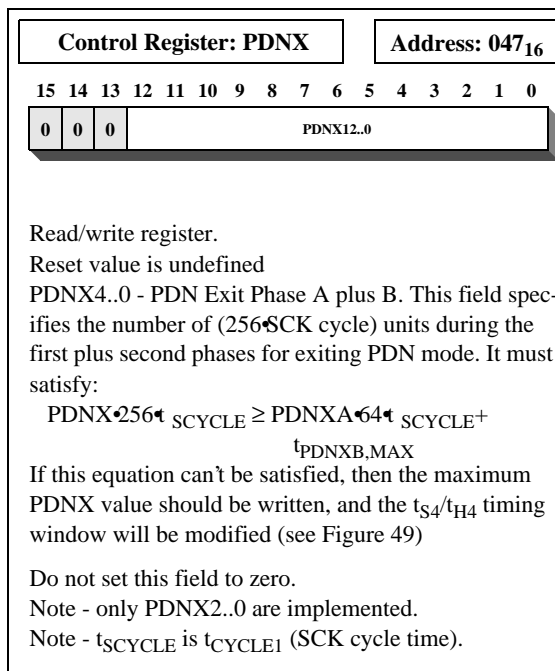 Control Register: PDNX Address: 047₁₆
15 14 13 12 11 10 9 8 7 6 5 4 3 2 1 0
0 0 0 PDNX12..0
Read/write register.
Reset value is undefined
PDNX4..0 - PDN Exit Phase A plus B. This field spec-
ifies the number of (256•SCK cycle) units during the
first plus second phases for exiting PDN mode. It must
satisfy:
PDNX•256•t SCYCLE ≥ PDNXA•64•t SCYCLE+
tPDNXB,MAX
If this equation can't be satisfied, then the maximum
PDNX value should be written, and the tS4/tH4 timing
window will be modified (see Figure 49)
Do not set this field to zero.
Note - only PDNX2..0 are implemented.
Note - tSCYCLE is tCYCLE1 (SCK cycle time).